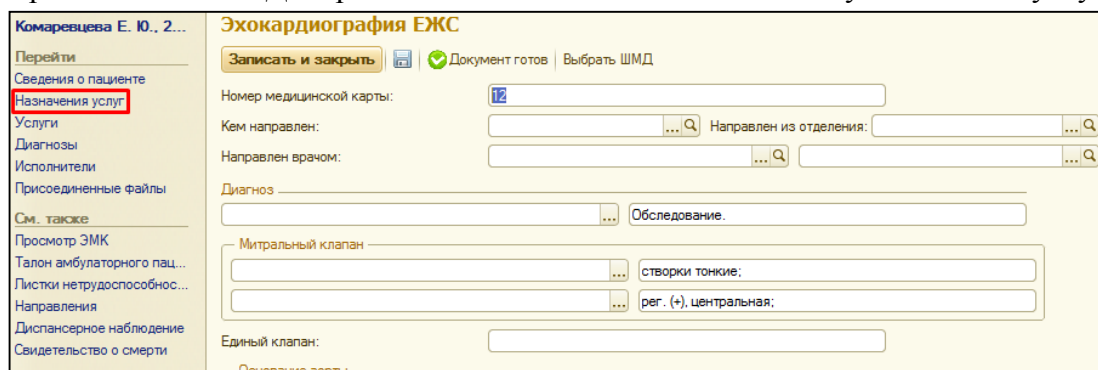 Комаревцева Е. Ю., 2...
Перейти
Сведения о пациенте
Назначения услуг
Услуги
Диагнозы
Исполнители
Присоединенные файлы
См. также
Просмотр ЭМК
Талон амбулаторного пац...
Листки нетрудоспособнос...
Направления
Диспансерное наблюдение
Свидетельство о смерти
Эхокардиография ЕЖС
Записать и закрыть Документ готов Выбрать ШМД
Номер медицинской карты: 12
Кем направлен: ... Направлен из отделения: ...
Направлен врачом: ... ...
Диагноз
... Обследование.
Митральный клапан
... створки тонкие;
... рег. (+), центральная;
Единый клапан: